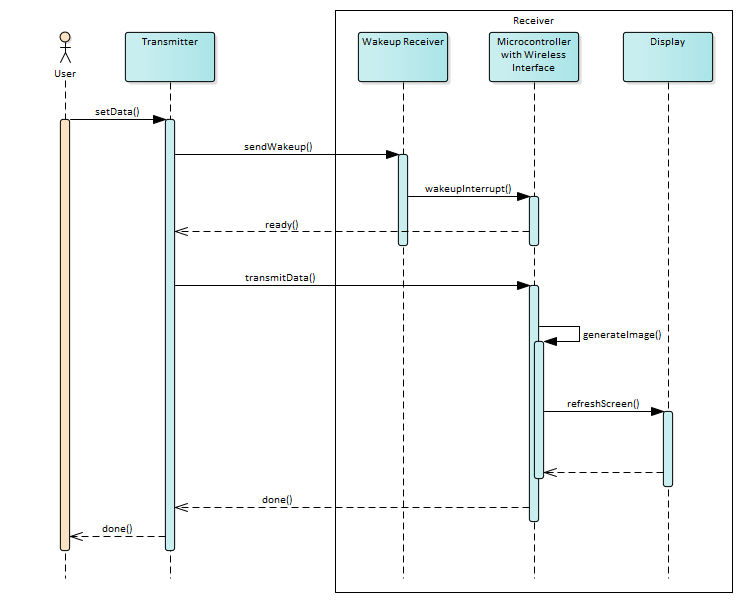 Receiver
User
Transmitter
Wakeup Receiver
Microcontroller
with Wireless
Interface
Display
setData()
sendWakeup()
wakeupInterrupt()
ready()
transmitData()
generateImage()
refreshScreen()
done()
done()